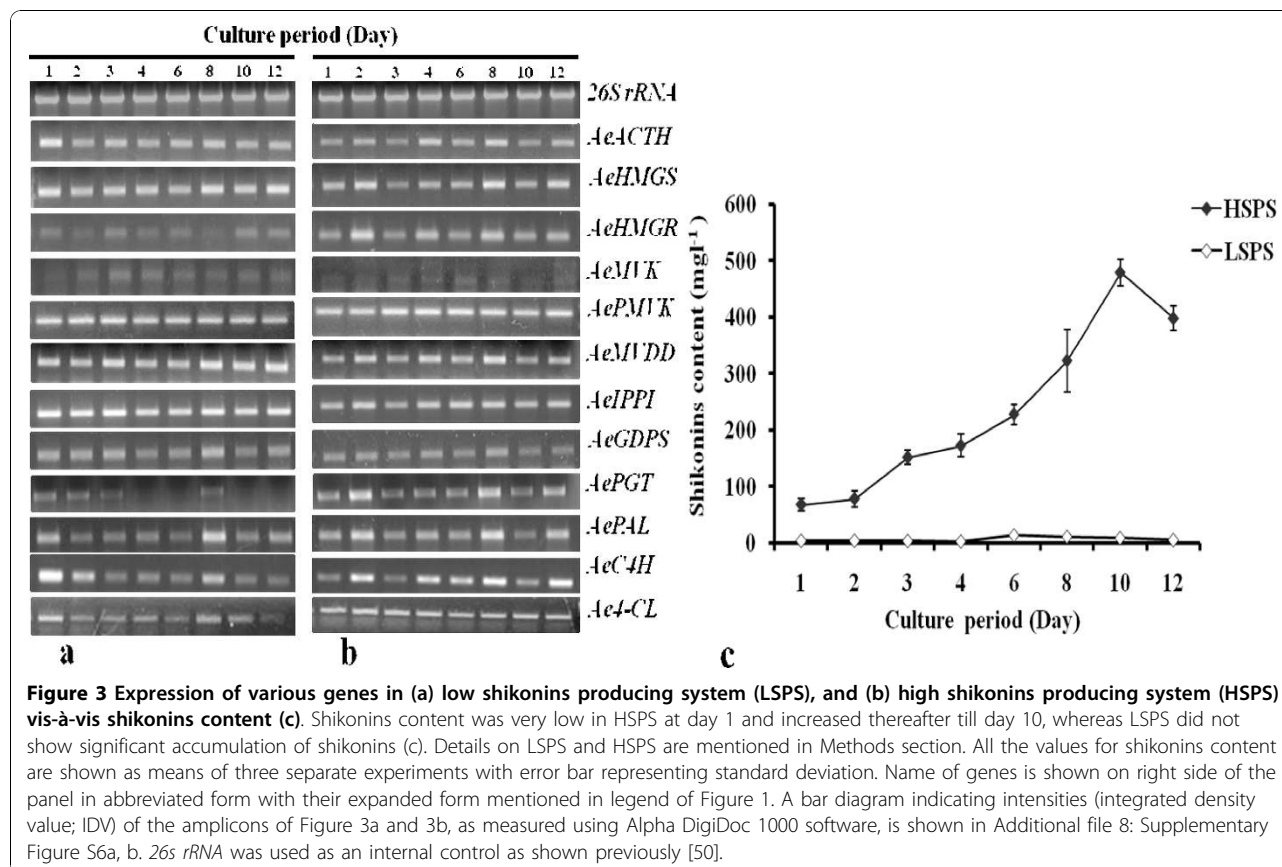 Culture period (Day)
1 2 3 4 6 8 10 12
1 2 3 4 6 8 10 12
26S rRNA
AeACTH
AeHMGS
AeHMGR
AeMVK
AePMVK
AeMVDD
AeIPPI
AeGDPS
AePGT
AePAL
AeC4H
Ae4-CL
a
b
Shikonins content (mgl-1)
600
500
400
300
200
100
0
HSPS
LSPS
1 2 3 4 6 8 10 12
Culture period (Day)
c
Figure 3 Expression of various genes in (a) low shikonins producing system (LSPS), and (b) high shikonins producing system (HSPS)
vis-à-vis shikonins content (c). Shikonins content was very low in HSPS at day 1 and increased thereafter till day 10, whereas LSPS did not
show significant accumulation of shikonins (c). Details on LSPS and HSPS are mentioned in Methods section. All the values for shikonins content
are shown as means of three separate experiments with error bar representing standard deviation. Name of genes is shown on right side of the
panel in abbreviated form with their expanded form mentioned in legend of Figure 1. A bar diagram indicating intensities (integrated density
value; IDV) of the amplicons of Figure 3a and 3b, as measured using Alpha DigiDoc 1000 software, is shown in Additional file 8: Supplementary
Figure S6a, b. 26s rRNA was used as an internal control as shown previously [50].